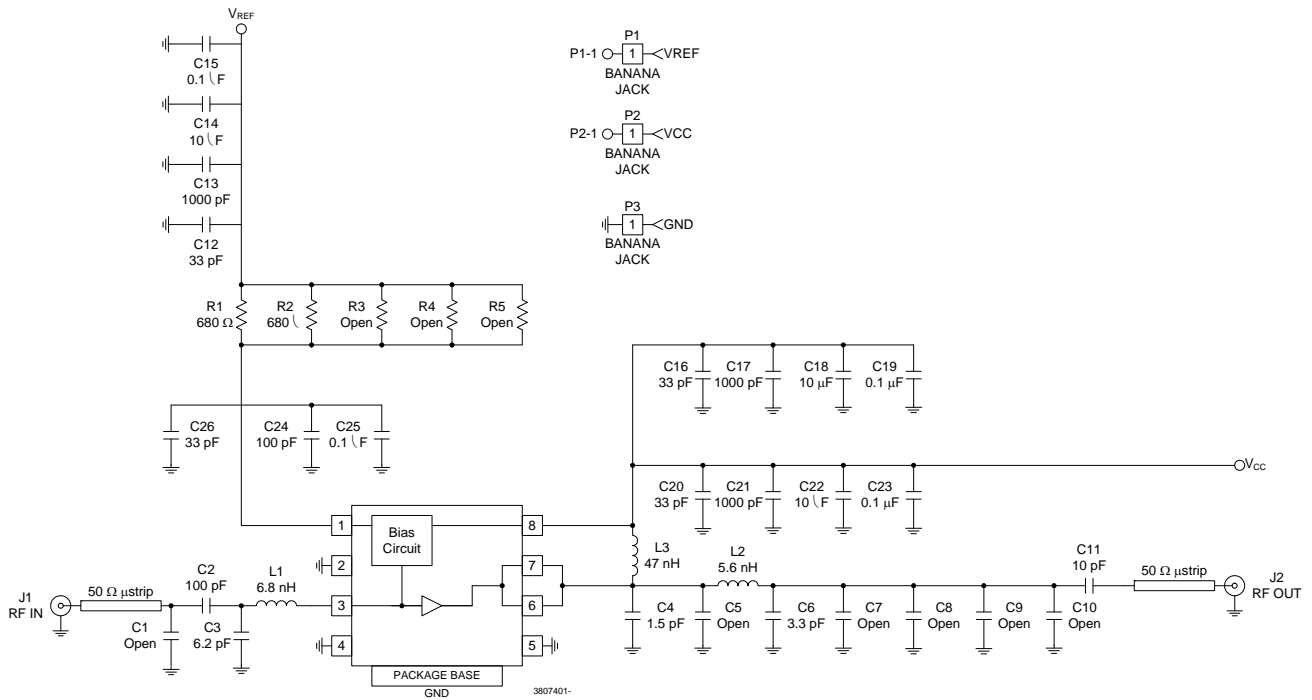 VREF
C15
0.1 \ F
C14
10 \ F
C13
1000 pF
C12
33 pF
P1
P1-1
1
VREF
BANANA
JACK
P2
P2-1
1
VCC
BANANA
JACK
P3
1
GND
BANANA
JACK
R1
680 Ω
R2
680 \
R3
Open
R4
Open
R5
Open
C16
33 pF
C17
1000 pF
C18
10 µF
C19
0.1 µF
C26
33 pF
C24
100 pF
C25
0.1 \ F
VCC
C20
33 pF
C21
1000 pF
C22
10 \ F
C23
0.1 µF
1
Bias
Circuit
8
2
7
3
6
4
5
L3
47 nH
L2
5.6 nH
C11
10 pF
50 Ω µstrip
J2
RF OUT
J1
RF IN
50 Ω µstrip
C2
100 pF
L1
6.8 nH
C1
Open
C3
6.2 pF
C4
1.5 pF
C5
Open
C6
3.3 pF
C7
Open
C8
Open
C9
Open
C10
Open
PACKAGE BASE
GND
3807401-